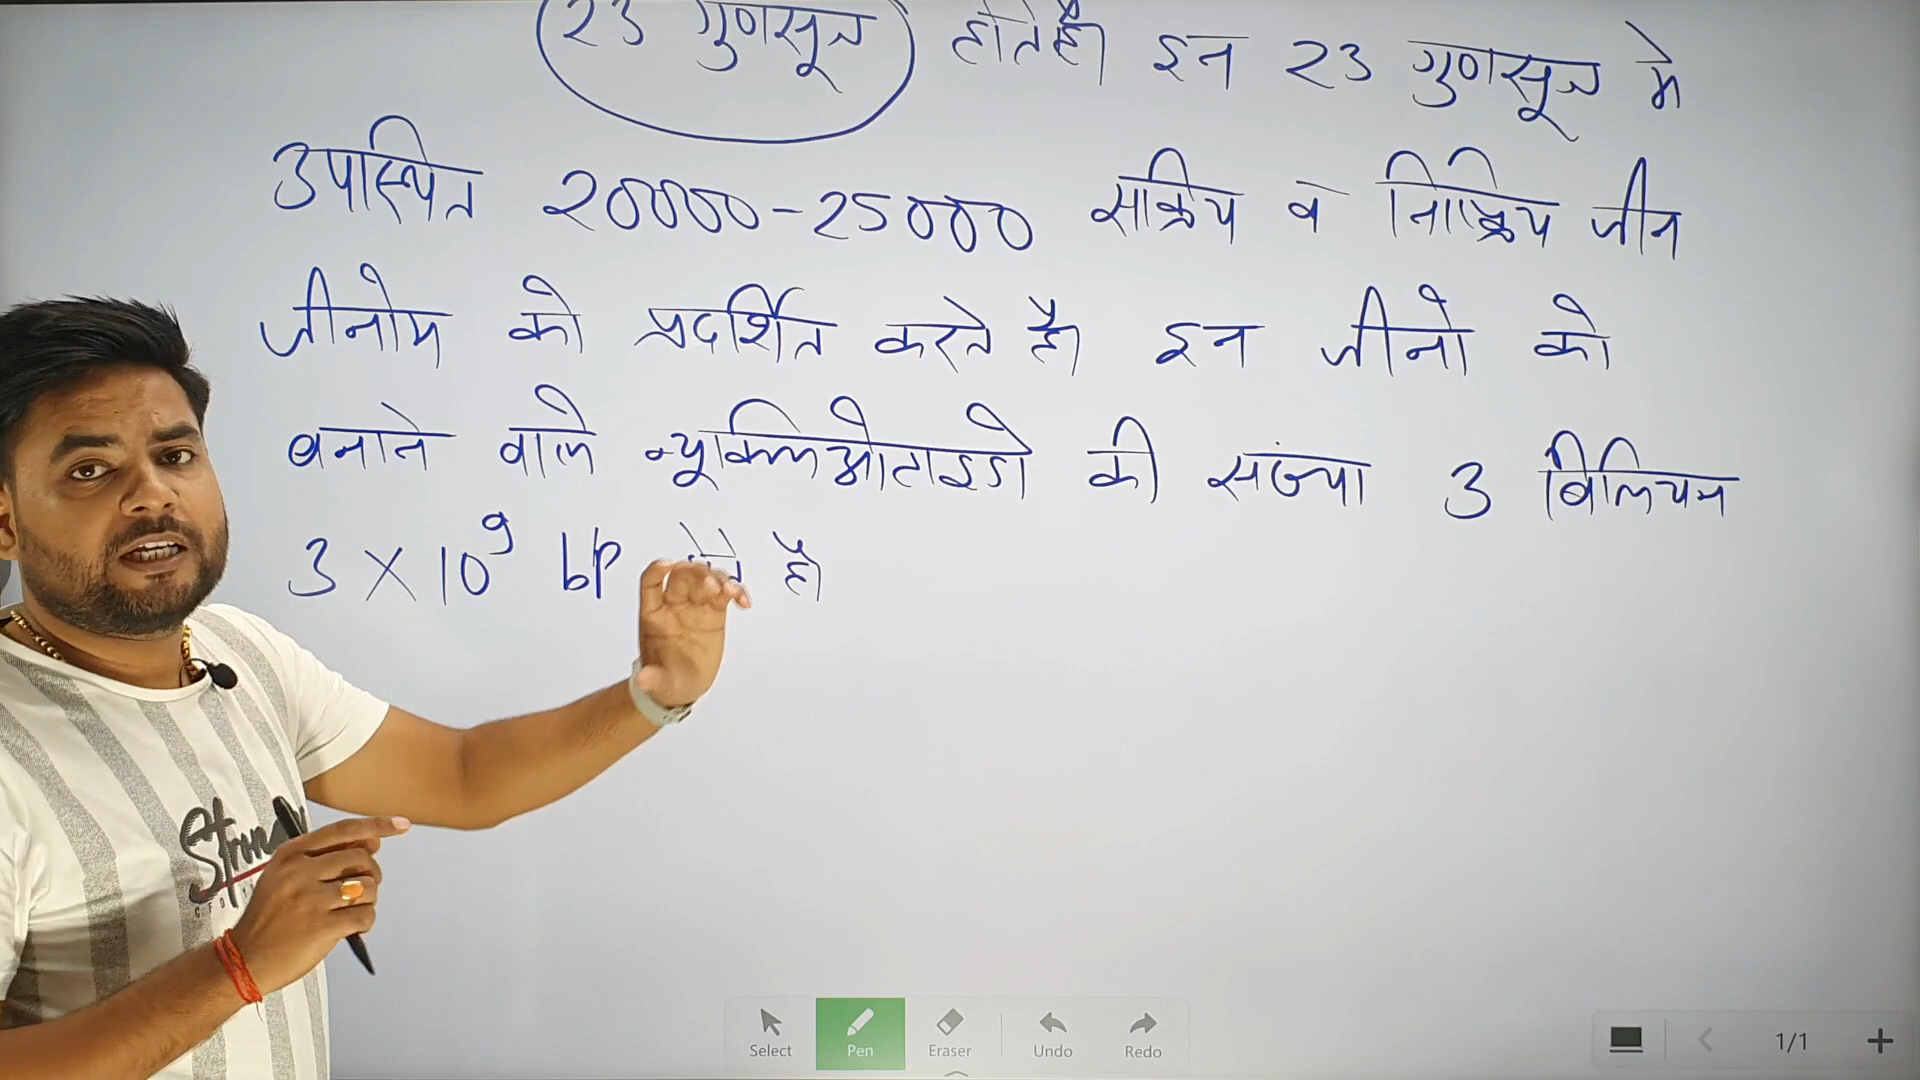 23 गुणसूत्र होते है। इन 23 गुणसूत्र मे
उपस्थित 20000-25000 सक्रिय व निष्क्रिय जीन
जीनोम को प्रदर्शित करते है। इन जीनो को
बनाने वाले न्यूक्लिओटाइडो की संख्या 3 बिलियन
3 × 10⁹ bp है।
Select Pen Eraser Undo Redo 1/1